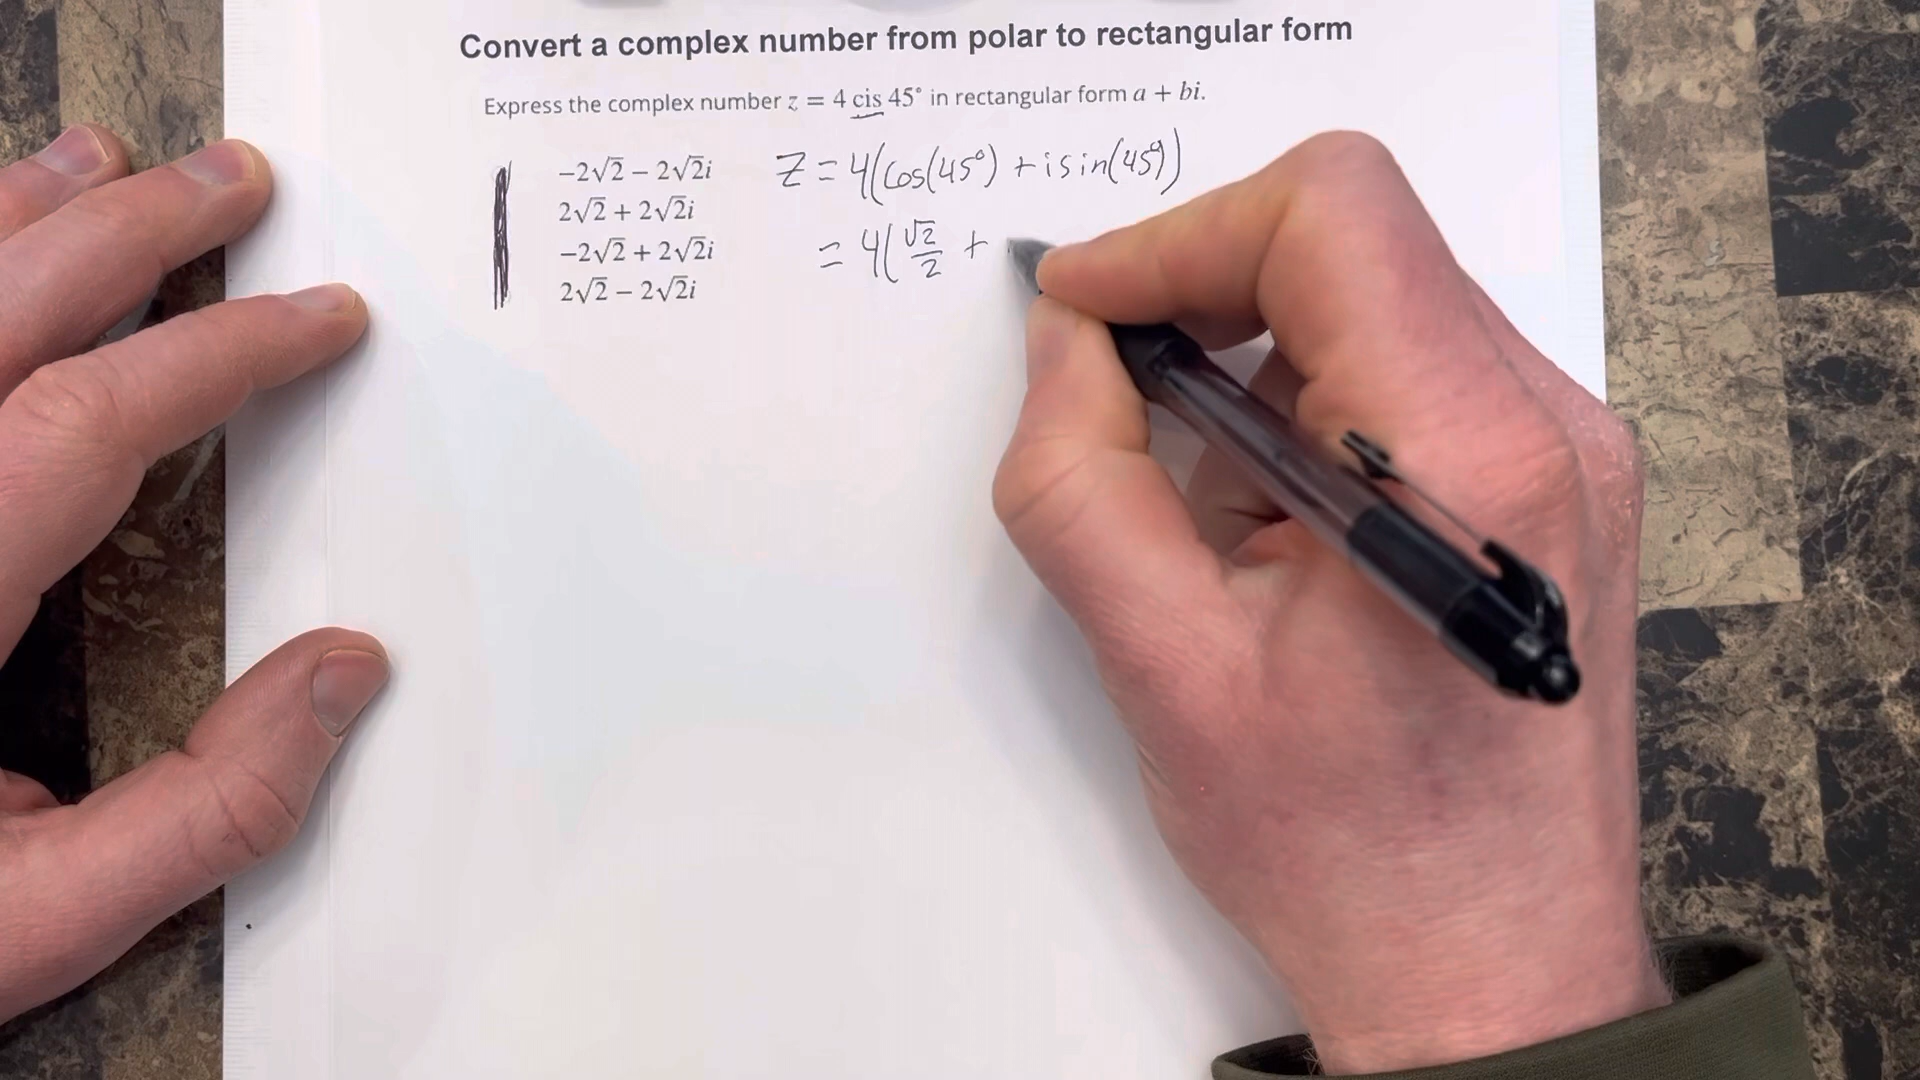 Convert a complex number from polar to rectangular form
Express the complex number z = 4 cis 45° in rectangular form a + bi.
−2√2 − 2√2i
2√2 + 2√2i
−2√2 + 2√2i
2√2 − 2√2i
Z = 4(cos(45°) + i sin(45°))
= 4(√2/2 +